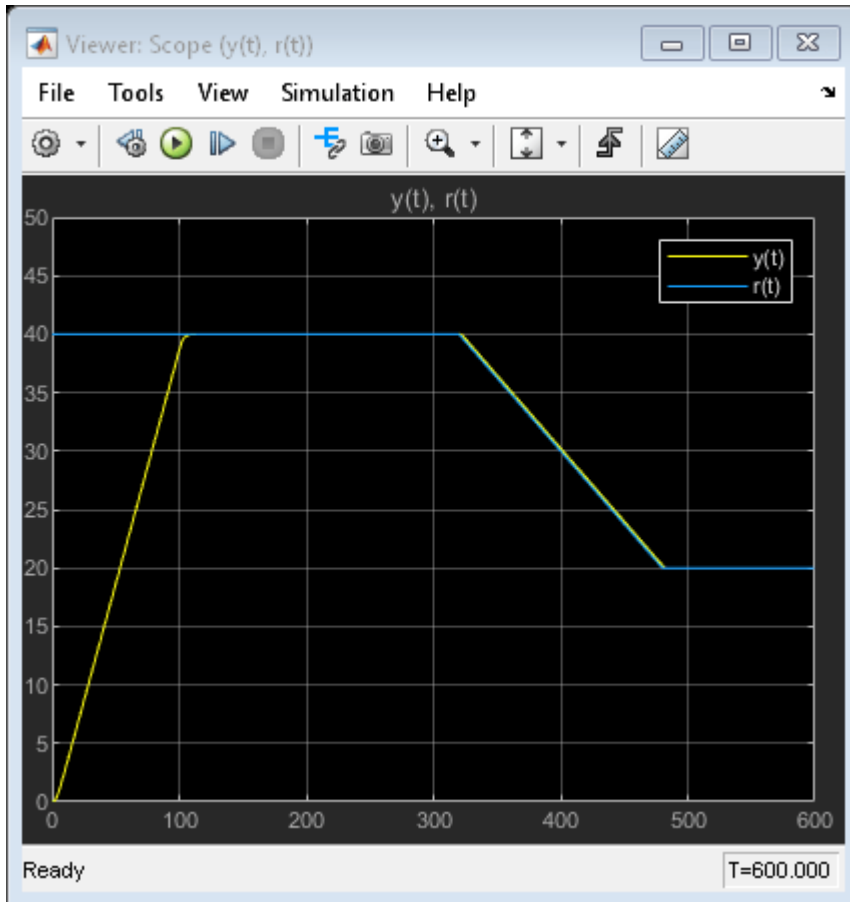 Viewer: Scope (y(t), r(t))
File Tools View Simulation Help
y(t), r(t)
50
45
40
35
30
25
20
15
10
5
0
y(t)
r(t)
0 100 200 300 400 500 600
Ready T=600.000